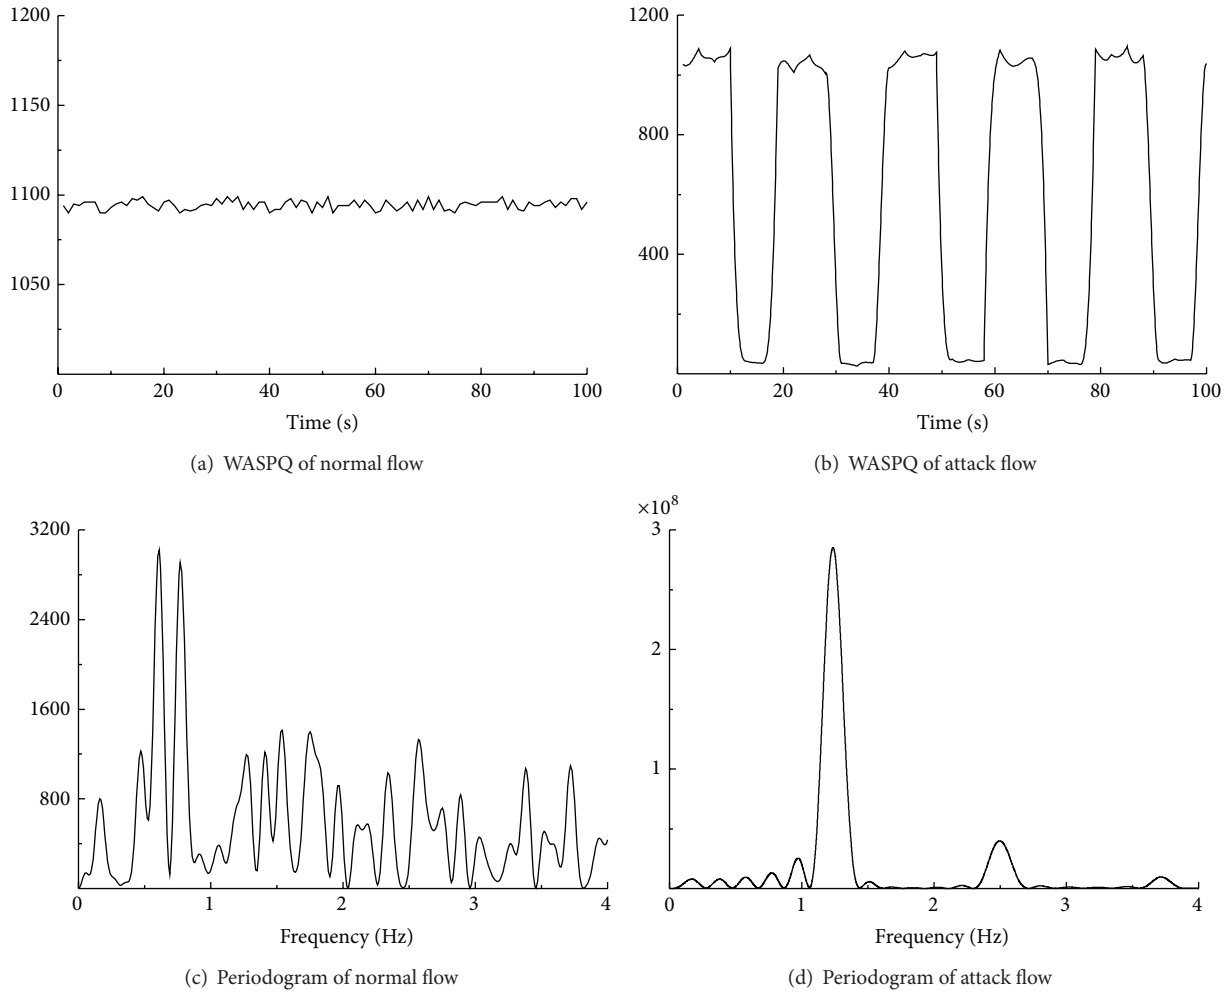 1200
1150
1100
1050
0 20 40 60 80 100
Time (s)
(a) WASPQ of normal flow
1200
800
400
0 20 40 60 80 100
Time (s)
(b) WASPQ of attack flow
3200
2400
1600
800
0 1 2 3 4
Frequency (Hz)
(c) Periodogram of normal flow
×10⁸
3
2
1
0 1 2 3 4
Frequency (Hz)
(d) Periodogram of attack flow